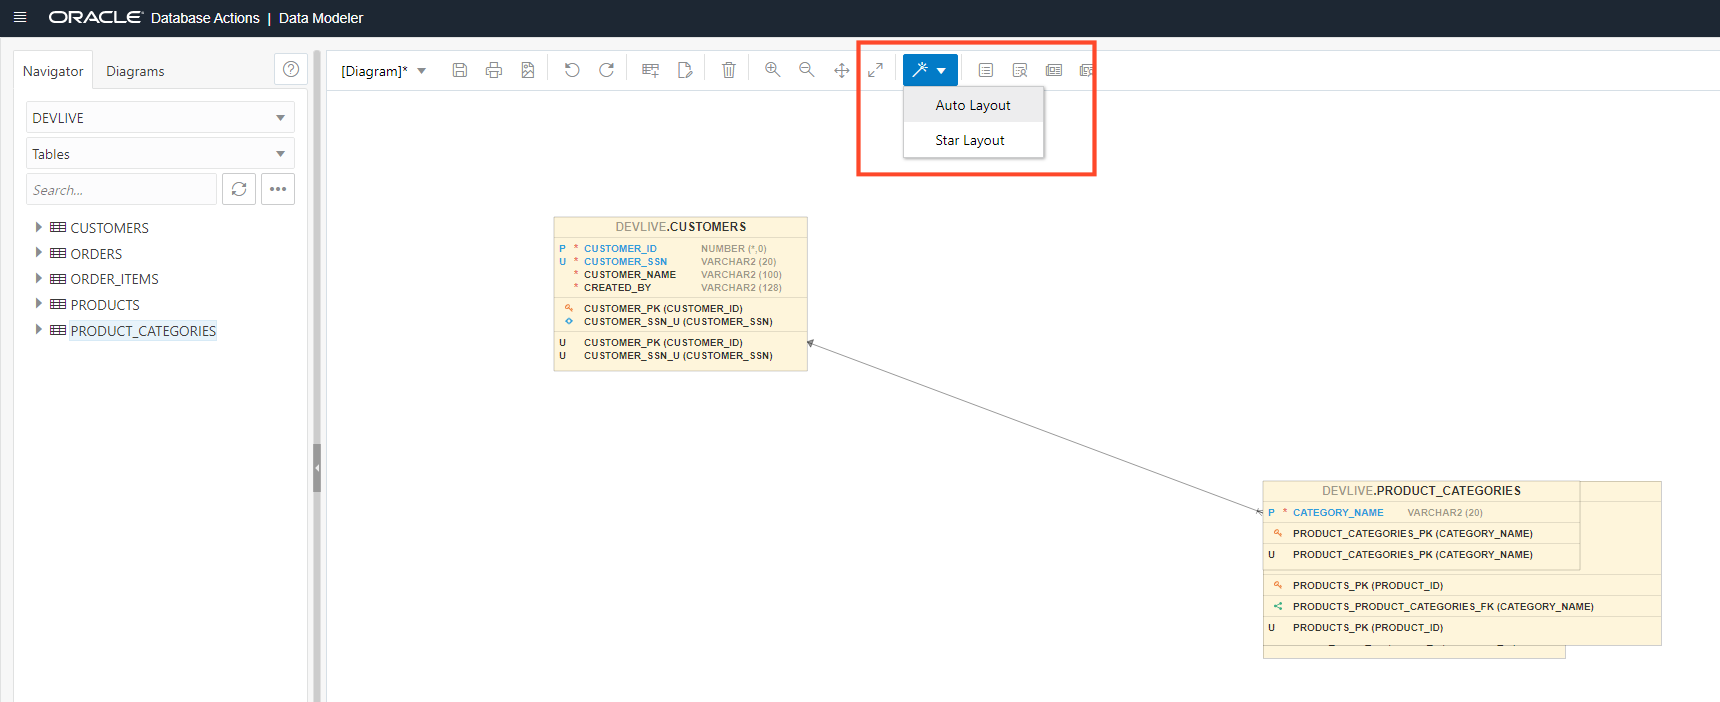 ORACLE Database Actions | Data Modeler
Navigator
Diagrams
[Diagram]*
DEVLIVE
Tables
Search...
CUSTOMERS
ORDERS
ORDER_ITEMS
PRODUCTS
PRODUCT_CATEGORIES
Auto Layout
Star Layout
DEVLIVE.CUSTOMERS
P * CUSTOMER_ID NUMBER (*,0)
U * CUSTOMER_SSN VARCHAR2 (20)
* CUSTOMER_NAME VARCHAR2 (100)
* CREATED_BY VARCHAR2 (128)
CUSTOMER_PK (CUSTOMER_ID)
CUSTOMER_SSN_U (CUSTOMER_SSN)
U CUSTOMER_PK (CUSTOMER_ID)
U CUSTOMER_SSN_U (CUSTOMER_SSN)
DEVLIVE.PRODUCT_CATEGORIES
P * CATEGORY_NAME VARCHAR2 (20)
PRODUCT_CATEGORIES_PK (CATEGORY_NAME)
U PRODUCT_CATEGORIES_PK (CATEGORY_NAME)
PRODUCTS_PK (PRODUCT_ID)
PRODUCTS_PRODUCT_CATEGORIES_FK (CATEGORY_NAME)
U PRODUCTS_PK (PRODUCT_ID)